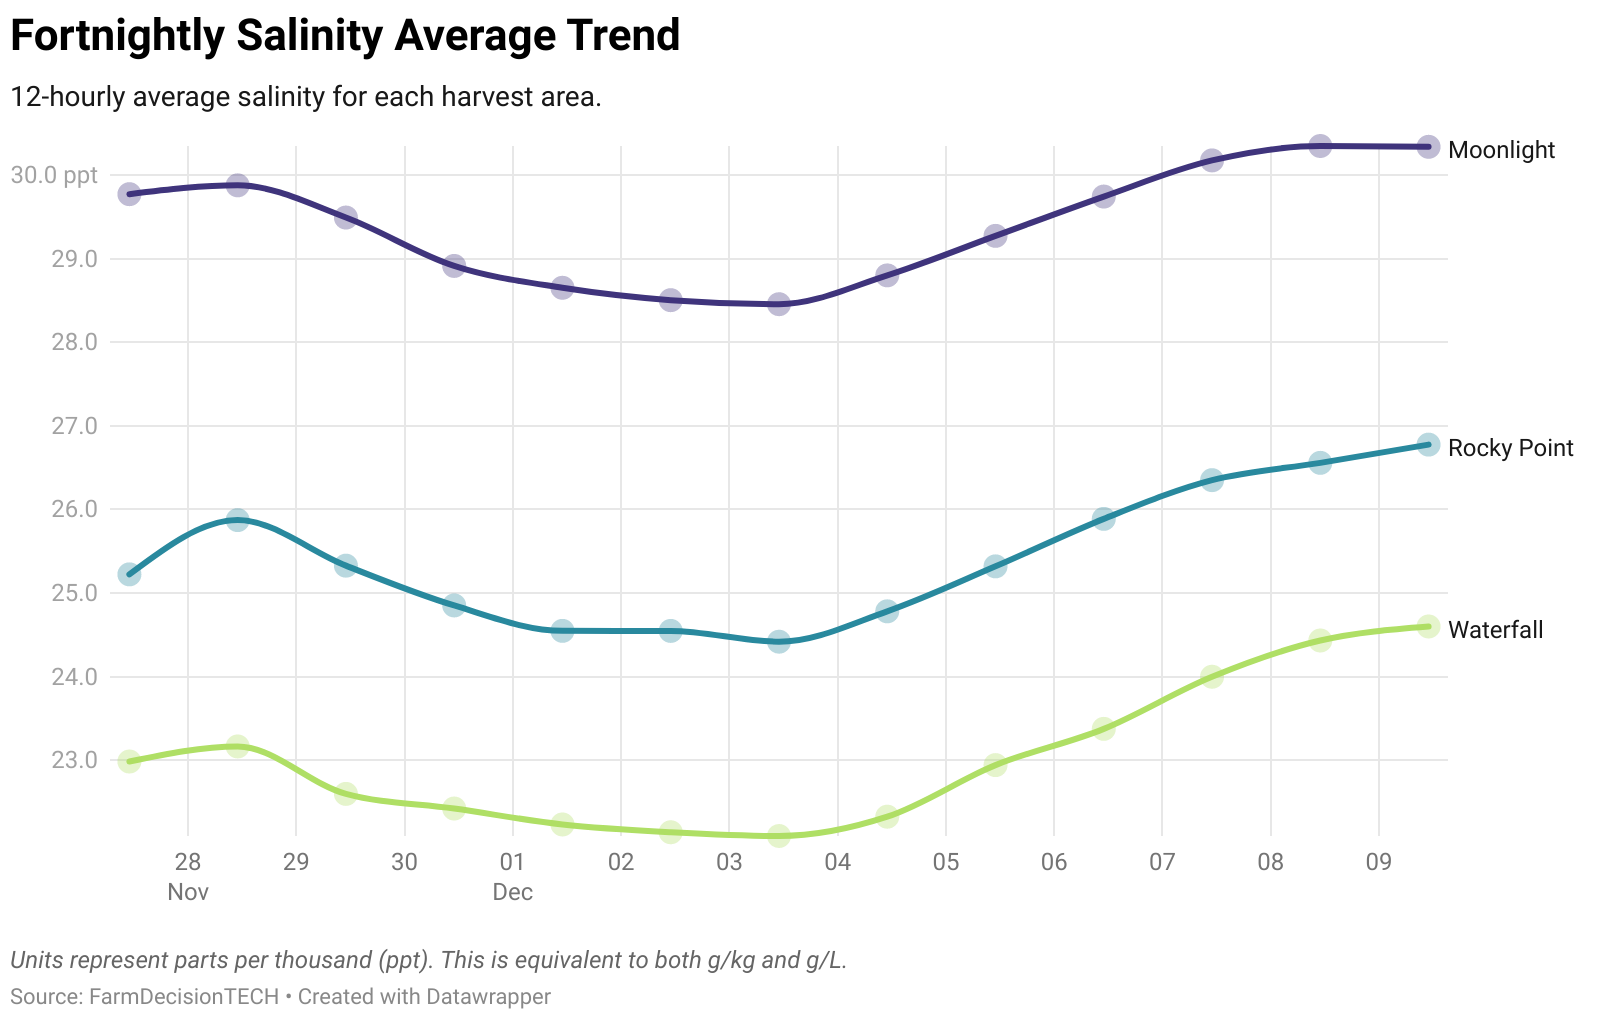 Fortnightly Salinity Average Trend
12-hourly average salinity for each harvest area.
30.0 ppt
29.0
28.0
27.0
26.0
25.0
24.0
23.0
Moonlight
Rocky Point
Waterfall
28 29 30 01 02 03 04 05 06 07 08 09
Nov Dec
Units represent parts per thousand (ppt). This is equivalent to both g/kg and g/L.
Source: FarmDecisionTECH • Created with Datawrapper